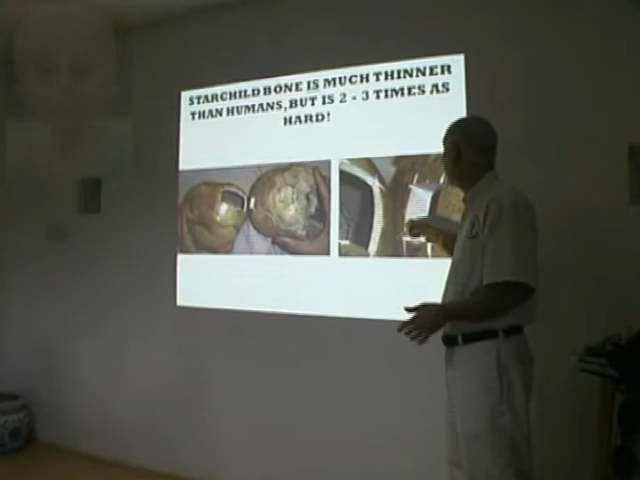 STARCHILD BONE IS MUCH THINNER
THAN HUMANS, BUT IS 2 - 3 TIMES AS
HARD!